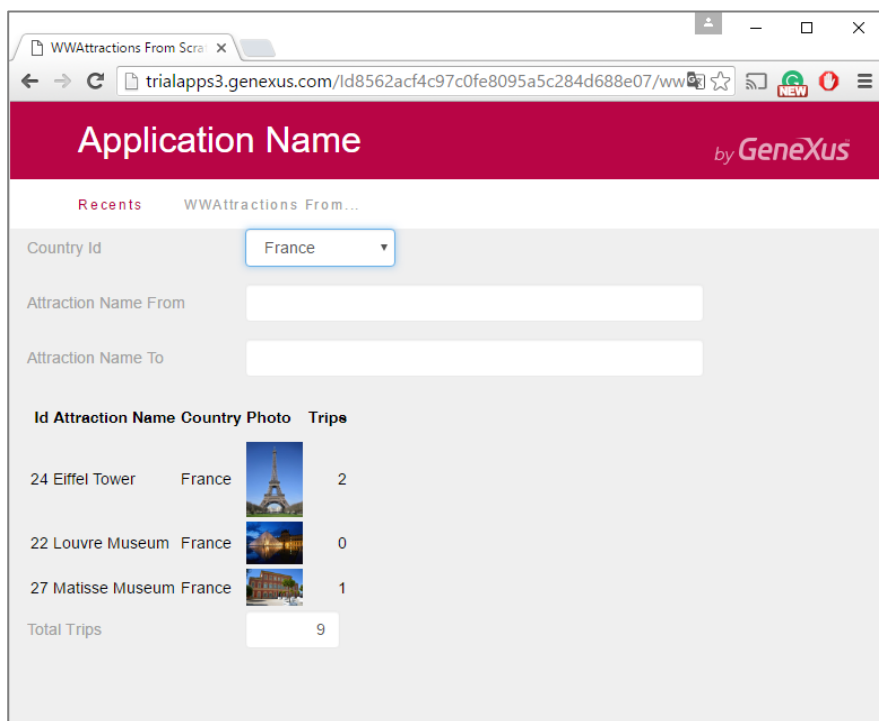 WWAttractions From Scra
trialapps3.genexus.com/Id8562acf4c97c0fe8095a5c284d688e07/ww
NEW
Application Name
by GeneXus
Recents WWAttractions From...
Country Id France
Attraction Name From
Attraction Name To
Id Attraction Name Country Photo Trips
24 Eiffel Tower France 2
22 Louvre Museum France 0
27 Matisse Museum France 1
Total Trips 9